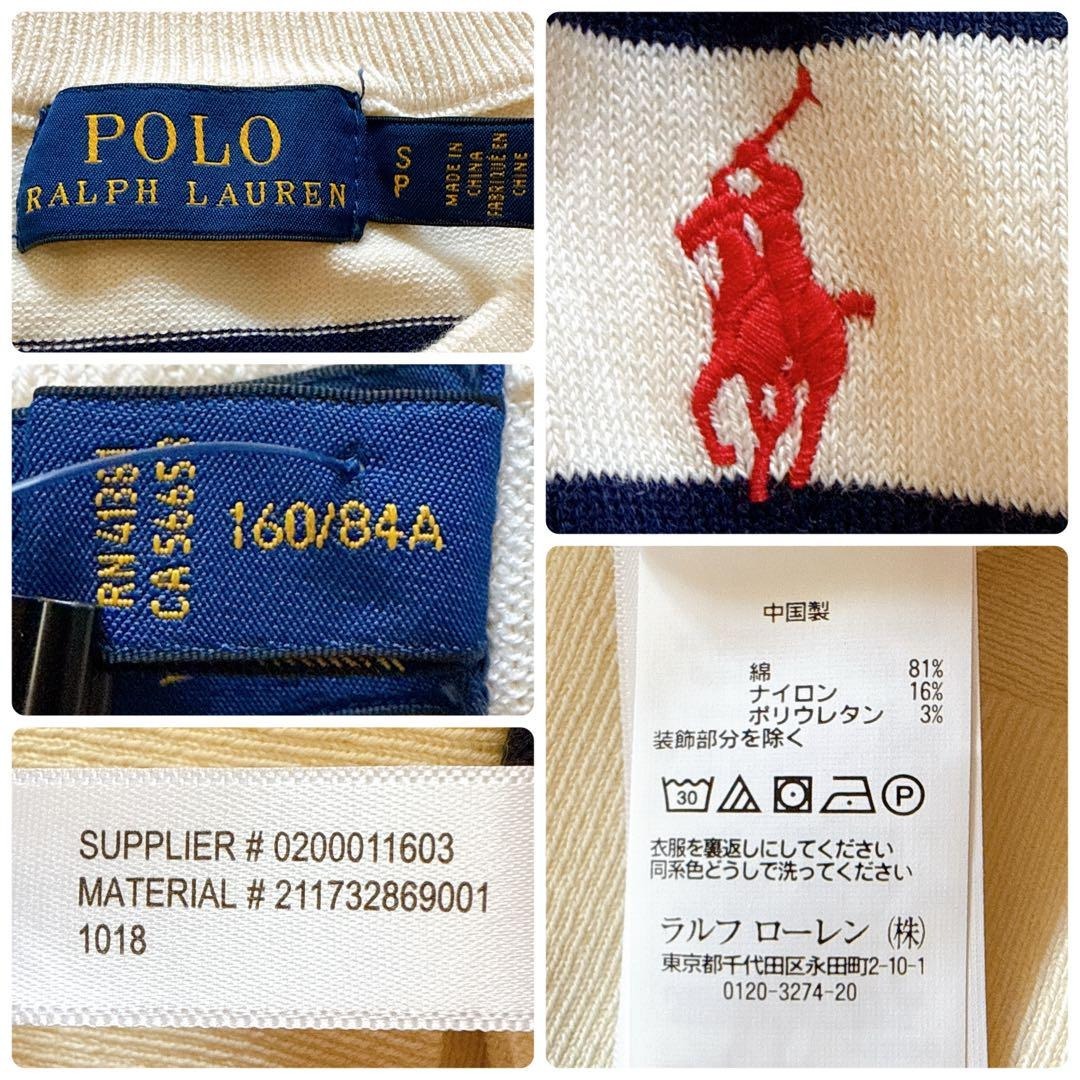 POLO
RALPH LAUREN
S
P
MADE IN
CHINA
FABRIQUÉ EN
CHINE
RN 41381
CA 5665
160/84A
SUPPLIER # 0200011603
MATERIAL # 211732869001
1018
中国製
綿 81%
ナイロン 16%
ポリウレタン 3%
装飾部分を除く
30
P
衣服を裏返しにしてください
同系色どうしで洗ってください
ラルフ ローレン (株)
東京都千代田区永田町2-10-1
0120-3274-20